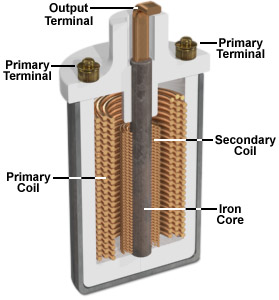 Output
Terminal
Primary
Terminal
Primary
Terminal
Secondary
Coil
Primary
Coil
Iron
Core